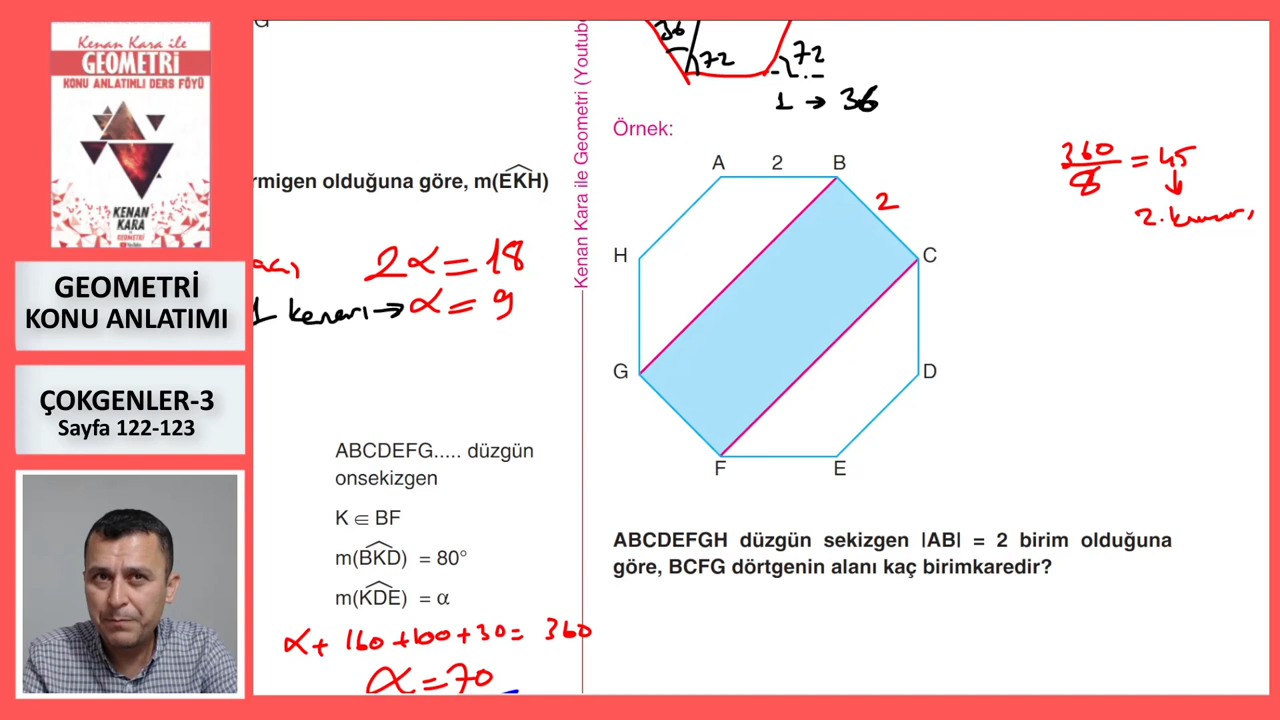 Kenan Kara ile
GEOMETRİ
KONU ANLATIMLI DERS FÖYÜ
KENAN
KARA
GEOMETRİ
GEOMETRİ
KONU ANLATIMI
ÇOKGENLER-3
Sayfa 122-123
rmigen olduğuna göre, m(EKH)
2α = 18
1 kenarı → α = 9
ABCDEFG..... düzgün
onsekizgen
K ∈ BF
m(BKD) = 80°
m(KDE) = α
α + 160 + 100 + 30 = 360
α = 70
Kenan Kara ile Geometri (Youtube
36
72
72
1 → 36
Örnek:
360
8
= 45
A 2 B
2
H C
G D
F E
ABCDEFGH düzgün sekizgen |AB| = 2 birim olduğuna
göre, BCFG dörtgenin alanı kaç birimkaredir?